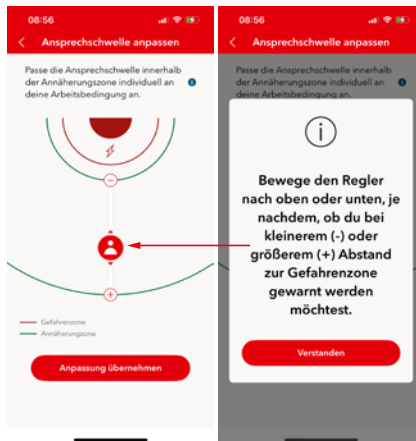 08:56
Ansprechschwelle anpassen
Passe die Ansprechschwelle innerhalb
der Annäherungszone individuell an
deine Arbeitsbedingung an.
Gefahrenzone
Annäherungzone
Anpassung übernehmen
08:56
Ansprechschwelle anpassen
Passe die Ansprechschwelle innerhalb
der Annäherungszone individuell an
deine Arbeitsbedingung an.
Bewege den Regler
nach oben oder unten, je
nachdem, ob du bei
kleinerem (-) oder
größerem (+) Abstand
zur Gefahrenzone
gewarnt werden
möchtest.
Verstanden